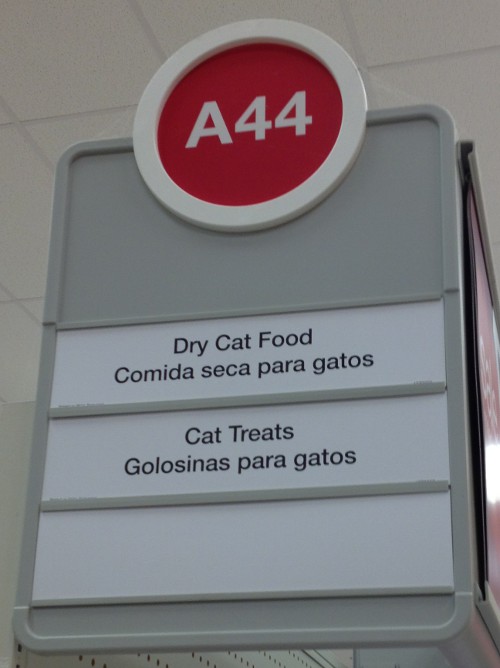 A44
Dry Cat Food
Comida seca para gatos
Cat Treats
Golosinas para gatos